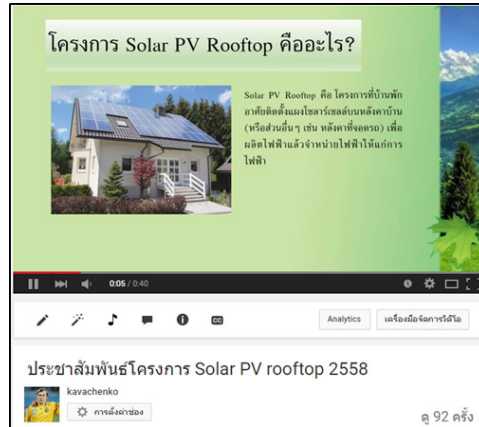 โครงการ Solar PV Rooftop คืออะไร?
Solar PV Rooftop คือ โครงการที่บ้านพัก
อาศัยติดตั้งแผงโซลาร์เซลล์บนหลังคาบ้าน
(หรือส่วนอื่นๆ เช่น หลังคาที่จอดรถ) เพื่อ
ผลิตไฟฟ้าแล้วจำหน่ายไฟฟ้าให้แก่การ
ไฟฟ้า
0:05 / 0:40
CC
Analytics
เครื่องมือจัดการวิดีโอ
ประชาสัมพันธ์โครงการ Solar PV rooftop 2558
kavachenko
การตั้งค่าช่อง
ดู 92 ครั้ง